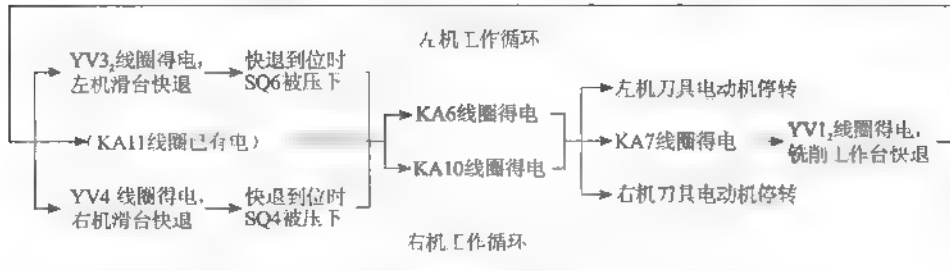 左机工作循环
YV3₂线圈得电，
左机滑台快退
快退到位时
SQ6被压下
（KA11线圈已有电）
YV4 线圈得电，
右机滑台快退
快退到位时
SQ4被压下
KA6线圈得电
KA10线圈得电
左机刀具电动机停转
KA7线圈得电
右机刀具电动机停转
YV1₂线圈得电，
铣削工作台快退
右机工作循环